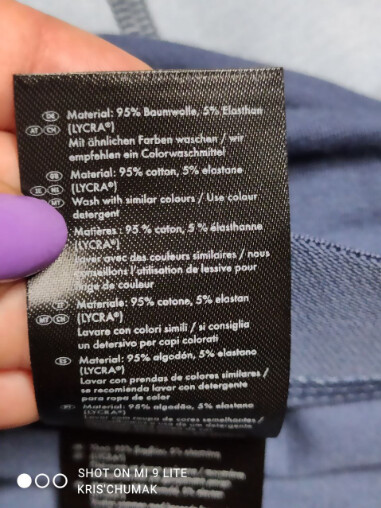 DE Material: 95% Baumwolle, 5% Elasthan
AT CH (LYCRA®)
Mit ähnlichen Farben waschen / wir
empfehlen ein Colorwaschmittel
GB Material: 95% cotton, 5% elastane
IE (LYCRA®)
Wash with similar colours / Use colour
detergent
Matières : 95 % coton, 5 % élasthanne
(LYCRA®)
Laver avec des couleurs similaires / nous
conseillons l'utilisation de lessive pour
linge de couleur
IT Materiale: 95% cotone, 5% elastan
MT CH (LYCRA®)
Lavare con colori simili / si consiglia
un detersivo per capi colorati
ES Material: 95% algodón, 5% elastano
(LYCRA®)
Lavar con prendas de colores similares /
se recomienda lavar con detergente
para ropa de color
Material: 95% algodão, 5% elastano
(LYCRA®)
SHOT ON MI 9 LITE
KRIS'CHUMAK